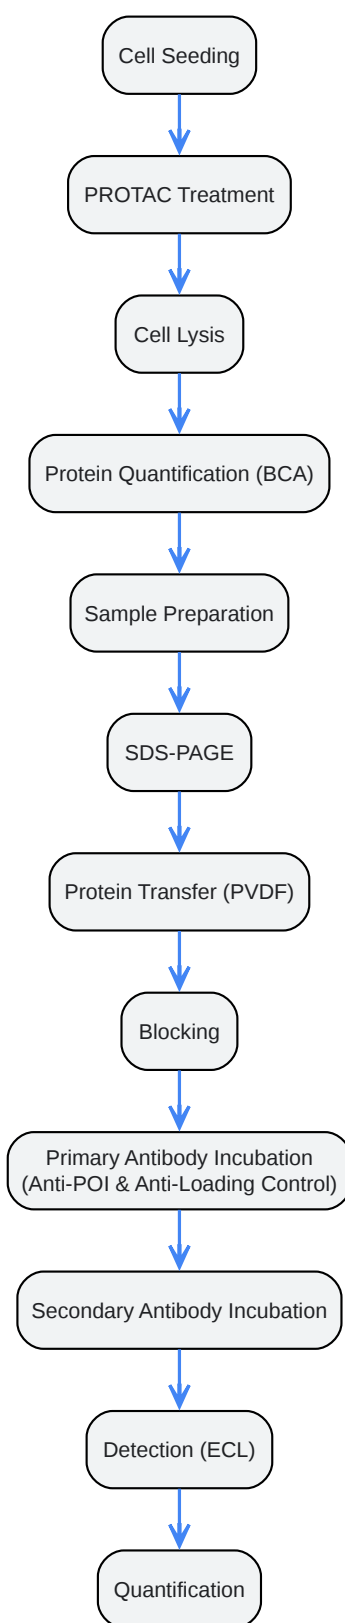 Cell Seeding
PROTAC Treatment
Cell Lysis
Protein Quantification (BCA)
Sample Preparation
SDS-PAGE
Protein Transfer (PVDF)
Blocking
Primary Antibody Incubation
(Anti-POI & Anti-Loading Control)
Secondary Antibody Incubation
Detection (ECL)
Quantification